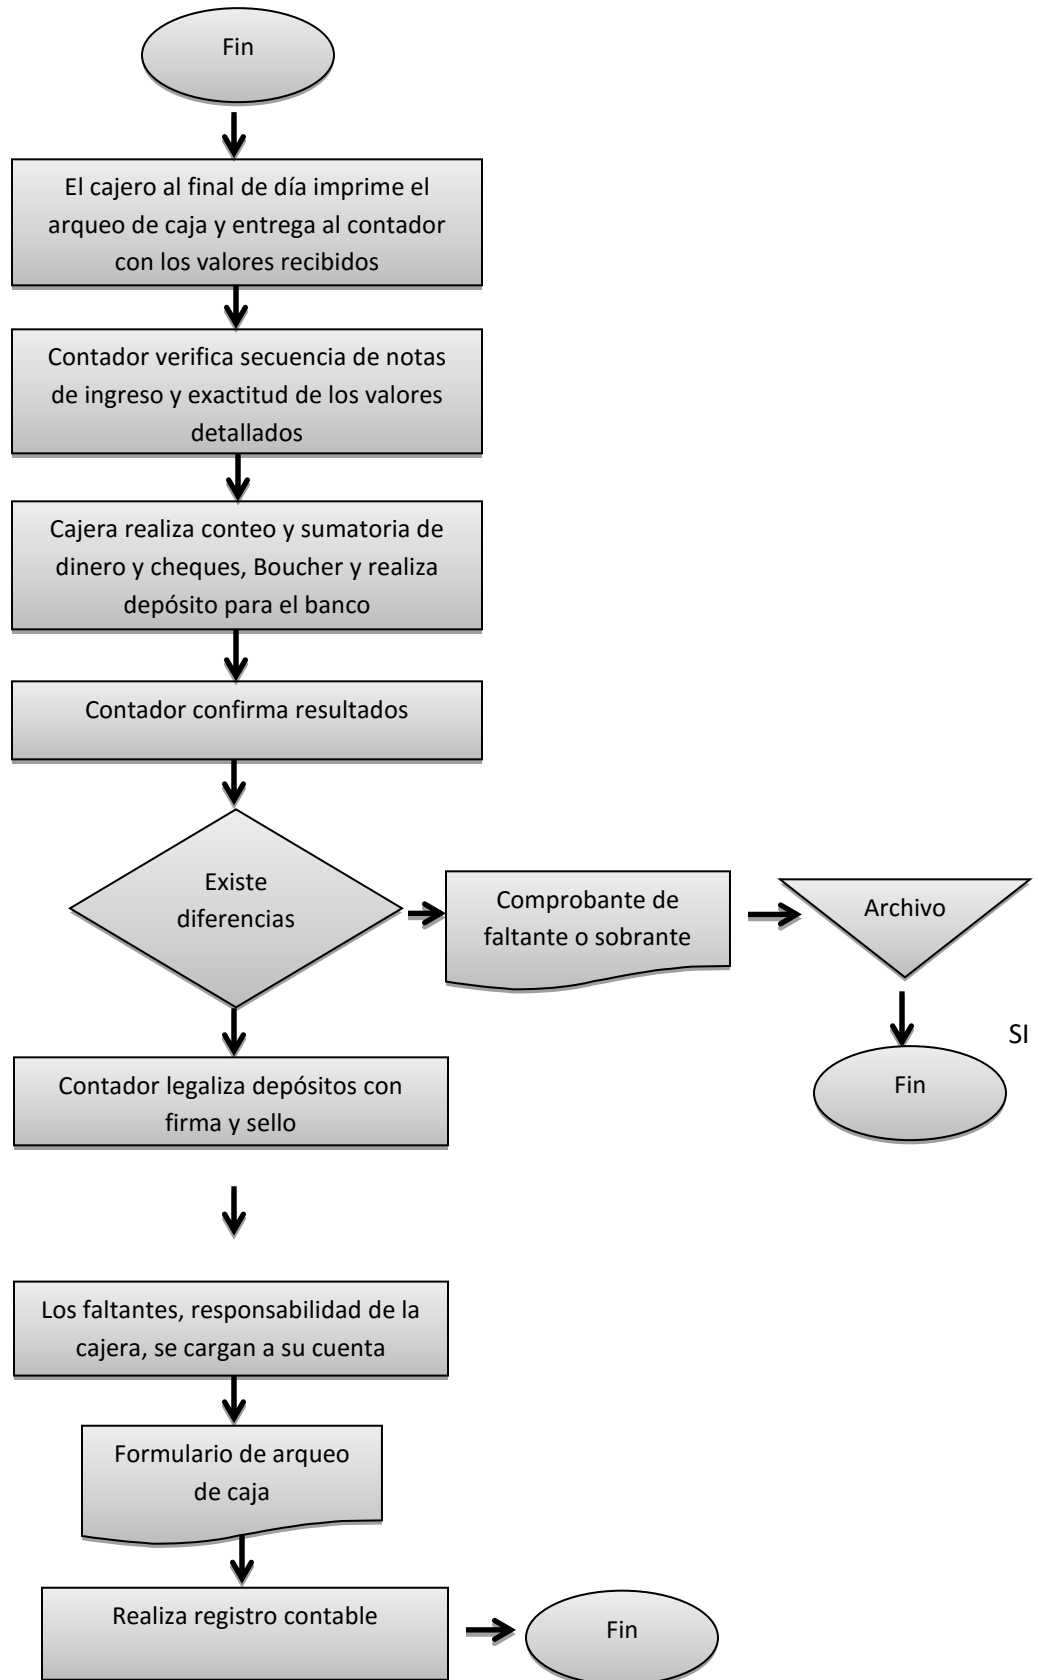 Fin
El cajero al final de día imprime el
arqueo de caja y entrega al contador
con los valores recibidos
Contador verifica secuencia de notas
de ingreso y exactitud de los valores
detallados
Cajera realiza conteo y sumatoria de
dinero y cheques, Boucher y realiza
depósito para el banco
Contador confirma resultados
Existe
diferencias
Comprobante de
faltante o sobrante
Archivo
SI
Fin
Contador legaliza depósitos con
firma y sello
Los faltantes, responsabilidad de la
cajera, se cargan a su cuenta
Formulario de arqueo
de caja
Realiza registro contable
Fin